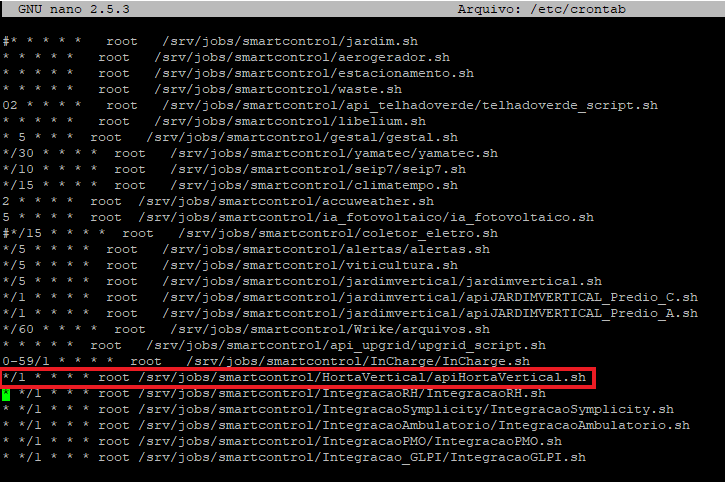 GNU nano 2.5.3 Arquivo: /etc/crontab
#* * * * * root /srv/jobs/smartcontrol/jardim.sh
* * * * * root /srv/jobs/smartcontrol/aerogerador.sh
* * * * * root /srv/jobs/smartcontrol/estacionamento.sh
* * * * * root /srv/jobs/smartcontrol/waste.sh
02 * * * * root /srv/jobs/smartcontrol/api_telhadoverde/telhadoverde_script.sh
* * * * * root /srv/jobs/smartcontrol/libelium.sh
* 5 * * * root /srv/jobs/smartcontrol/gestal/gestal.sh
*/30 * * * * root /srv/jobs/smartcontrol/yamatec/yamatec.sh
*/10 * * * * root /srv/jobs/smartcontrol/seip7/seip7.sh
*/15 * * * * root /srv/jobs/smartcontrol/climatempo.sh
2 * * * * root /srv/jobs/smartcontrol/accuweather.sh
5 * * * * root /srv/jobs/smartcontrol/ia_fotovoltaico/ia_fotovoltaico.sh
#*/15 * * * * root /srv/jobs/smartcontrol/coletor_eletro.sh
*/5 * * * * root /srv/jobs/smartcontrol/alertas/alertas.sh
*/5 * * * * root /srv/jobs/smartcontrol/viticultura.sh
*/5 * * * * root /srv/jobs/smartcontrol/jardimvertical/jardimvertical.sh
*/1 * * * * root /srv/jobs/smartcontrol/jardimvertical/apiJARDIMVERTICAL_Predio_C.sh
*/1 * * * * root /srv/jobs/smartcontrol/jardimvertical/apiJARDIMVERTICAL_Predio_A.sh
*/60 * * * * root /srv/jobs/smartcontrol/Wrike/arquivos.sh
* * * * * root /srv/jobs/smartcontrol/api_upgrid/upgrid_script.sh
0-59/1 * * * * root /srv/jobs/smartcontrol/InCharge/InCharge.sh
*/1 * * * * root /srv/jobs/smartcontrol/HortaVertical/apiHortaVertical.sh
* */1 * * * root /srv/jobs/smartcontrol/IntegracaoRH/IntegracaoRH.sh
* */1 * * * root /srv/jobs/smartcontrol/IntegracaoSymplicity/IntegracaoSymplicity.sh
* */1 * * * root /srv/jobs/smartcontrol/IntegracaoAmbulatorio/IntegracaoAmbulatorio.sh
* */1 * * * root /srv/jobs/smartcontrol/IntegracaoPMO/IntegracaoPMO.sh
* */1 * * * root /srv/jobs/smartcontrol/Integracao_GLPI/IntegracaoGLPI.sh